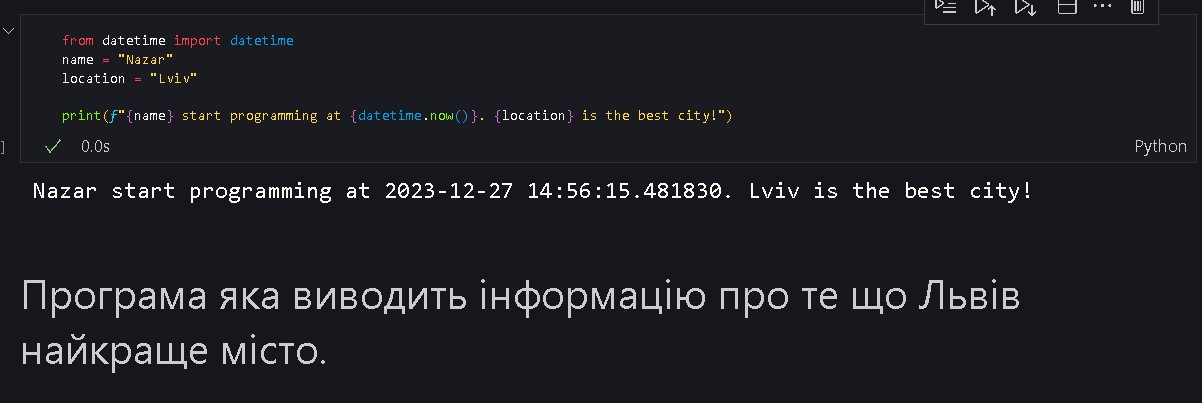 from datetime import datetime
name = "Nazar"
location = "Lviv"
print(f"{name} start programming at {datetime.now()}. {location} is the best city!")
] 0.0s Python
Nazar start programming at 2023-12-27 14:56:15.481830. Lviv is the best city!
Програма яка виводить інформацію про те що Львів
найкраще місто.